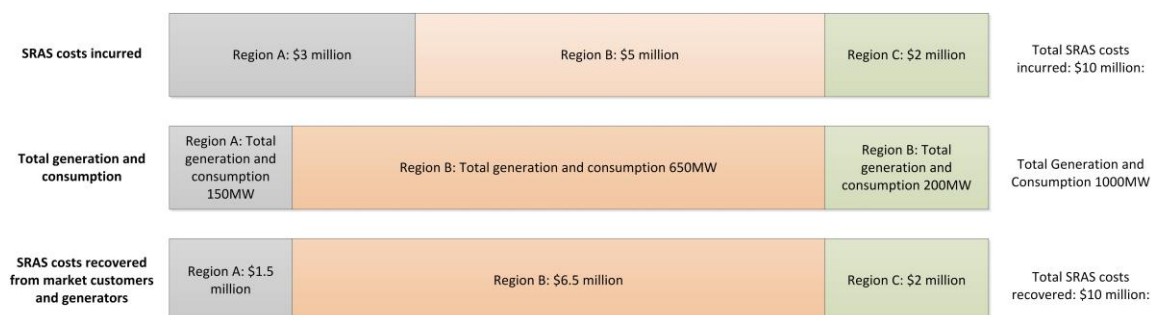 SRAS costs incurred
Region A: $3 million
Region B: $5 million
Region C: $2 million
Total SRAS costs
incurred: $10 million:
Total generation and
consumption
Region A: Total
generation and
consumption
150MW
Region B: Total generation and consumption 650MW
Region B: Total
generation and
consumption 200MW
Total Generation and
Consumption 1000MW
SRAS costs recovered
from market customers
and generators
Region A: $1.5
million
Region B: $6.5 million
Region C: $2 million
Total SRAS costs
recovered: $10 million: